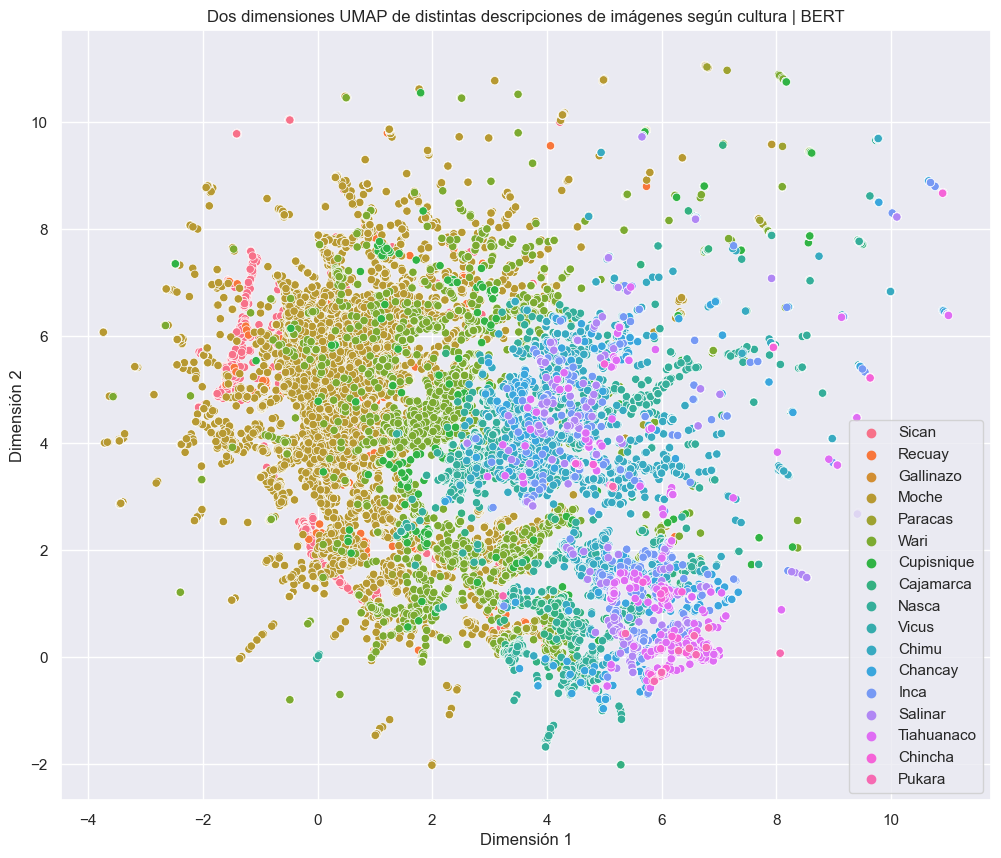 Dos dimensiones UMAP de distintas descripciones de imágenes según cultura | BERT
Dimensión 2
10
8
6
4
2
0
−2
−4
−2
0
2
4
6
8
10
Dimensión 1
Sican
Recuay
Gallinazo
Moche
Paracas
Wari
Cupisnique
Cajamarca
Nasca
Vicus
Chimu
Chancay
Inca
Salinar
Tiahuanaco
Chincha
Pukara